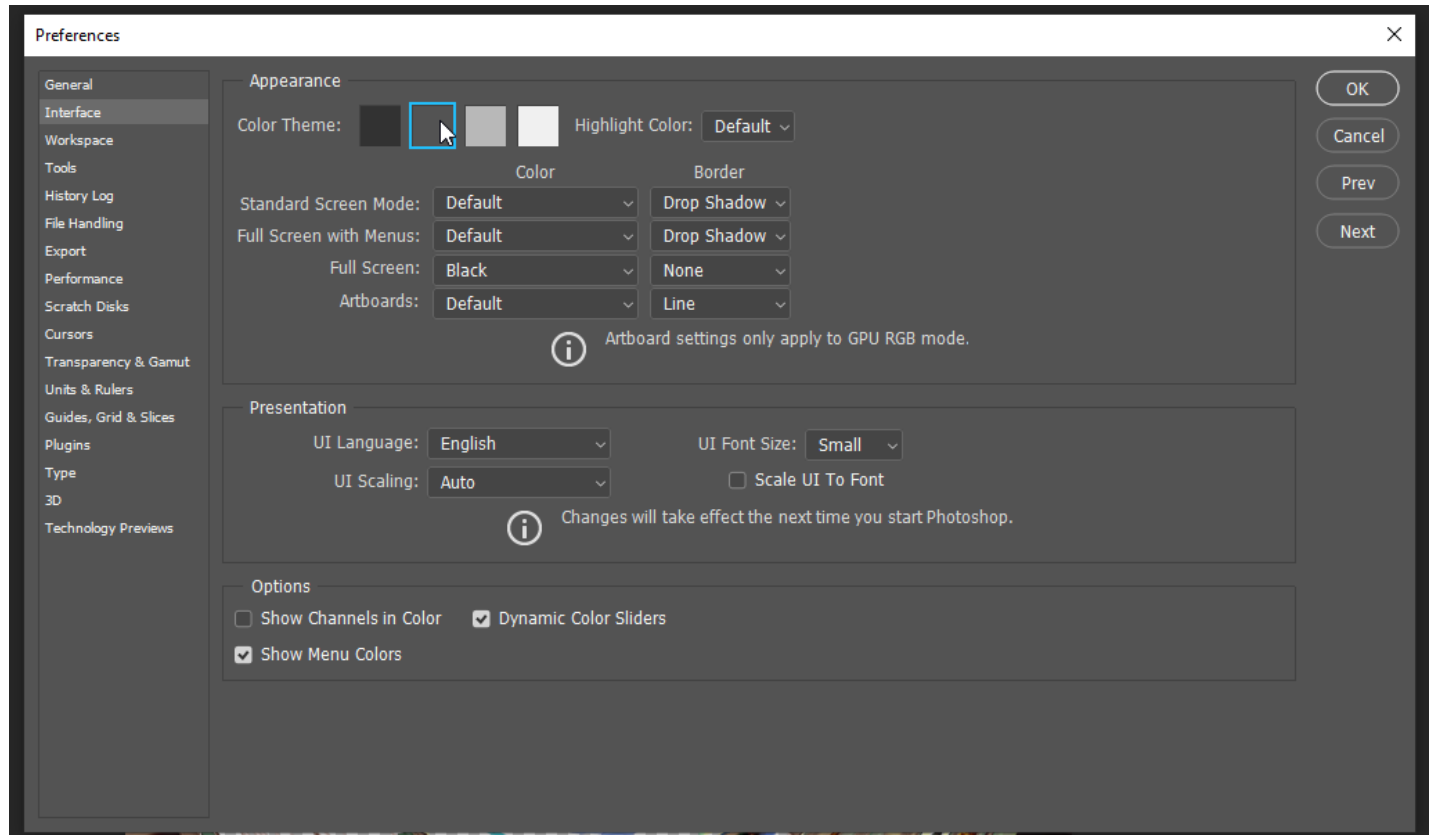 Preferences
General
Interface
Workspace
Tools
History Log
File Handling
Export
Performance
Scratch Disks
Cursors
Transparency & Gamut
Units & Rulers
Guides, Grid & Slices
Plugins
Type
3D
Technology Previews
Appearance
Color Theme: Highlight Color: Default
Color Border
Standard Screen Mode: Default Drop Shadow
Full Screen with Menus: Default Drop Shadow
Full Screen: Black None
Artboards: Default Line
Artboard settings only apply to GPU RGB mode.
Presentation
UI Language: English UI Font Size: Small
UI Scaling: Auto Scale UI To Font
Changes will take effect the next time you start Photoshop.
Options
Show Channels in Color Dynamic Color Sliders
Show Menu Colors
OK
Cancel
Prev
Next